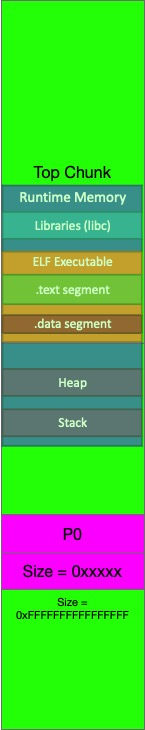 Top Chunk
Runtime Memory
Libraries (libc)
ELF Executable
.text segment
.data segment
Heap
Stack
P0
Size = 0xxxxx
Size =
0xFFFFFFFFFFFFFFFF